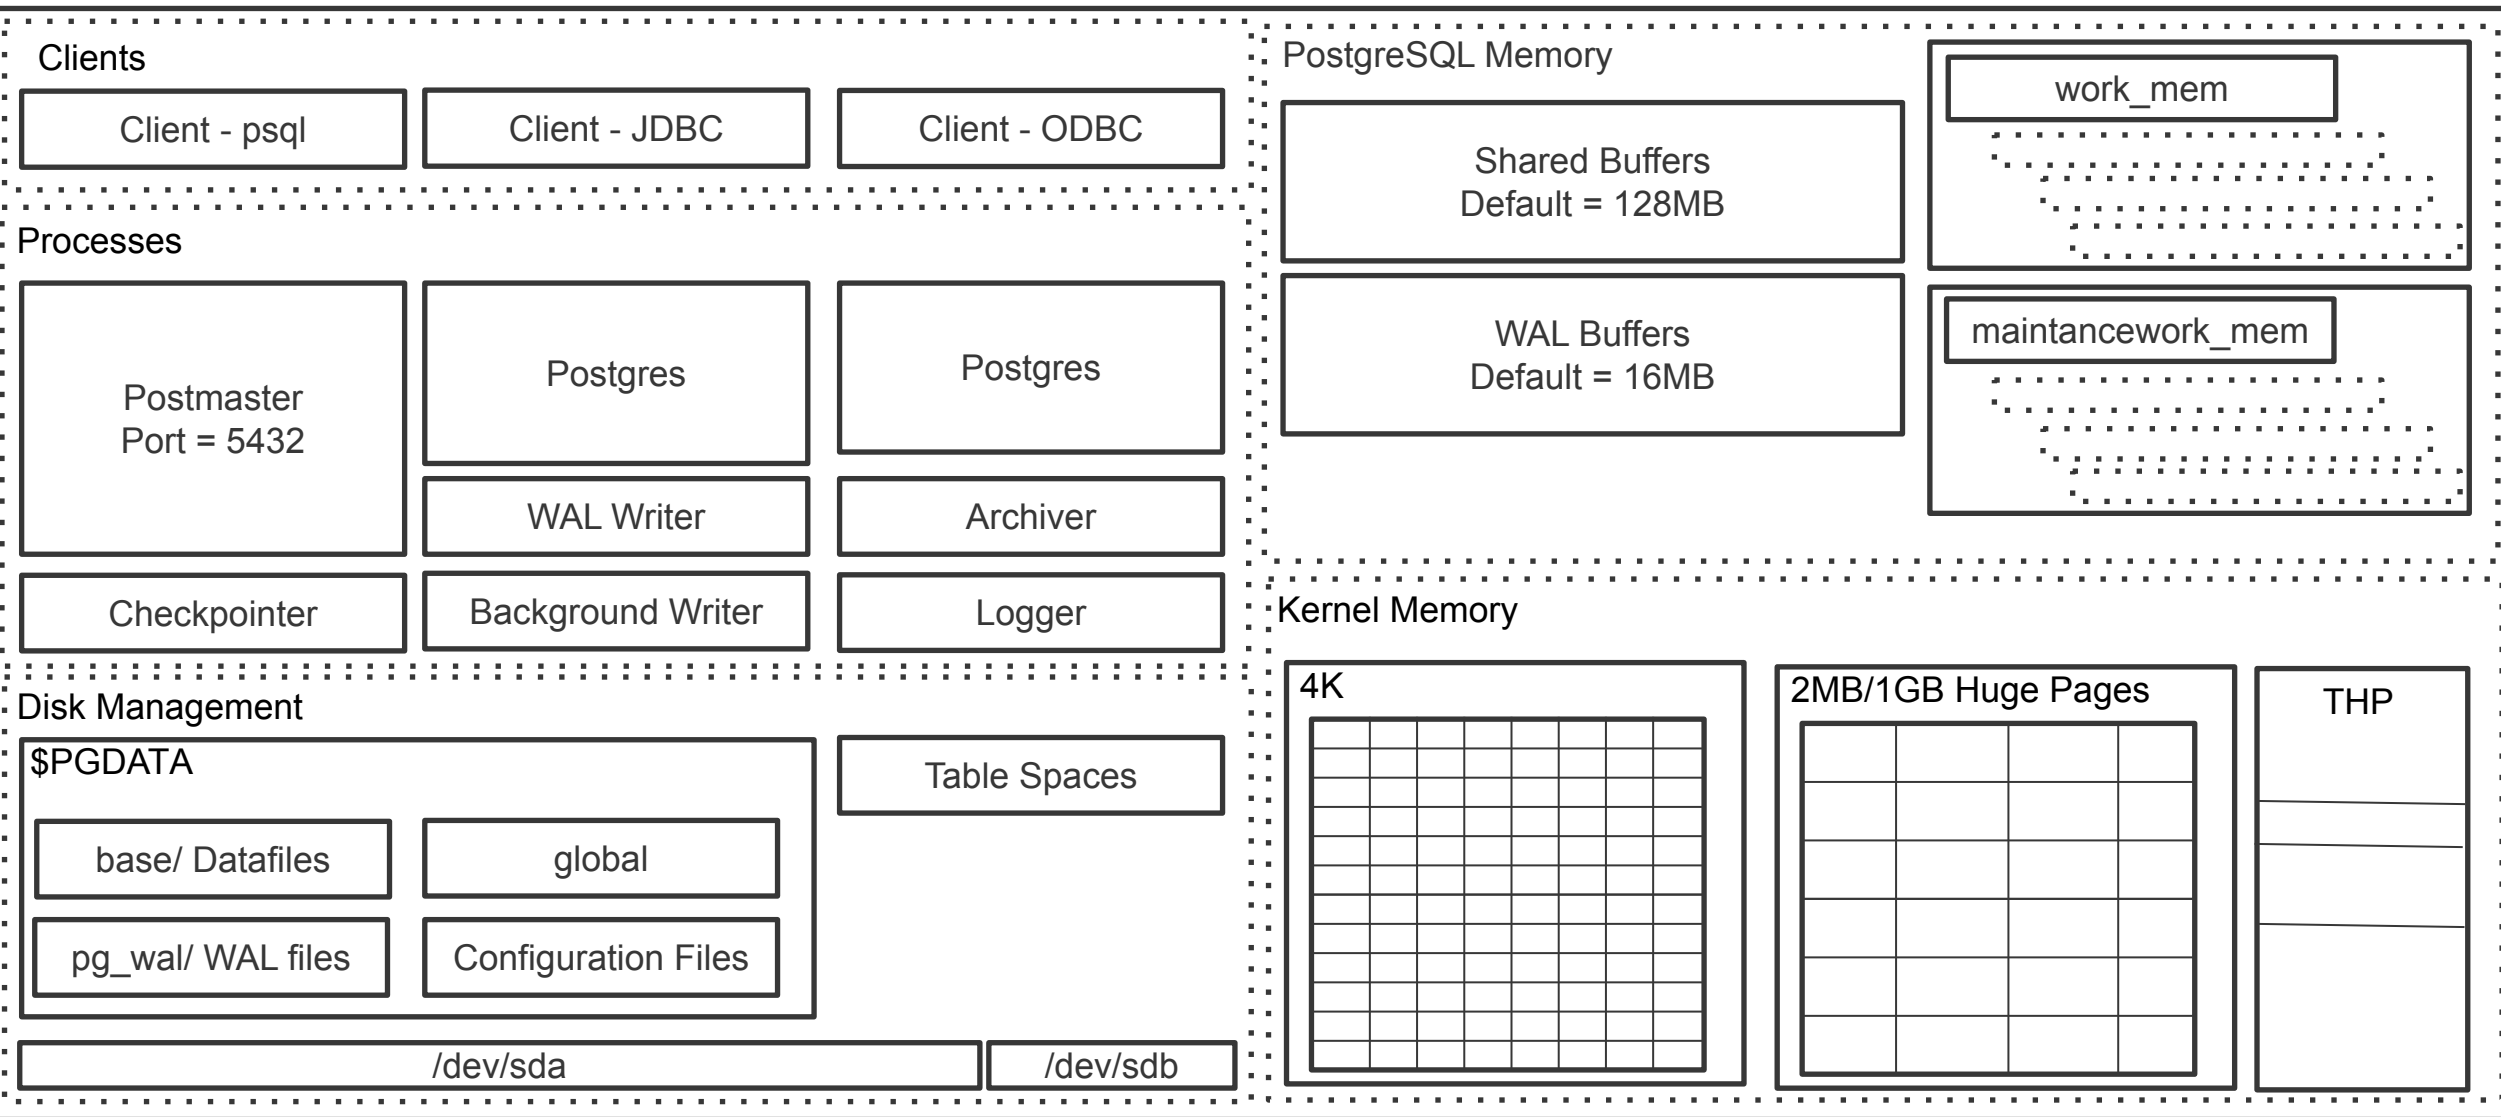 Clients
Client - psql
Client - JDBC
Client - ODBC
Processes
Postmaster
Port = 5432
Postgres
Postgres
WAL Writer
Archiver
Checkpointer
Background Writer
Logger
Disk Management
$PGDATA
base/ Datafiles
global
pg_wal/ WAL files
Configuration Files
Table Spaces
/dev/sda
/dev/sdb
PostgreSQL Memory
Shared Buffers
Default = 128MB
WAL Buffers
Default = 16MB
work_mem
maintancework_mem
Kernel Memory
4K
2MB/1GB Huge Pages
THP